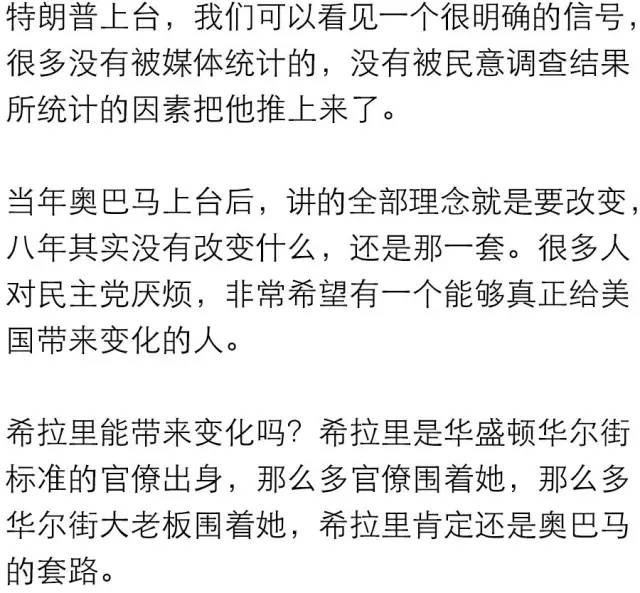 特朗普上台，我们可以看见一个很明确的信号，
很多没有被媒体统计的，没有被民意调查结果
所统计的因素把他推上来了。
当年奥巴马上台后，讲的全部理念就是要改变，
八年其实没有改变什么，还是那一套。很多人
对民主党厌烦，非常希望有一个能够真正给美
国带来变化的人。
希拉里能带来变化吗？希拉里是华盛顿华尔街
标准的官僚出身，那么多官僚围着她，那么多
华尔街大老板围着她，希拉里肯定还是奥巴马
的套路。